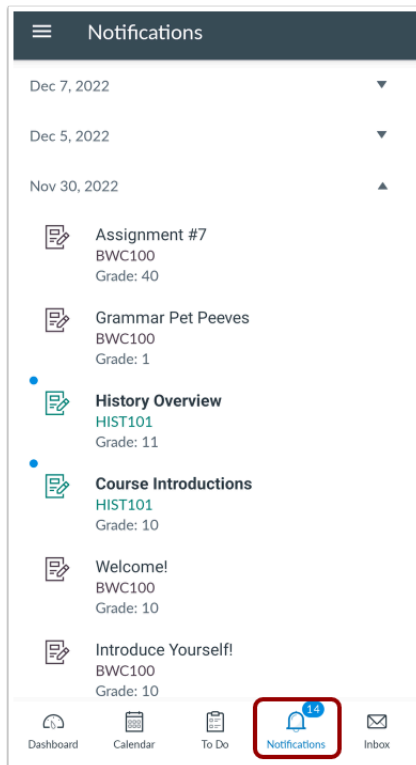 Notifications
Dec 7, 2022
Dec 5, 2022
Nov 30, 2022
Assignment #7
BWC100
Grade: 40
Grammar Pet Peeves
BWC100
Grade: 1
History Overview
HIST101
Grade: 11
Course Introductions
HIST101
Grade: 10
Welcome!
BWC100
Grade: 10
Introduce Yourself!
BWC100
Grade: 10
14
Dashboard Calendar To Do Notifications Inbox